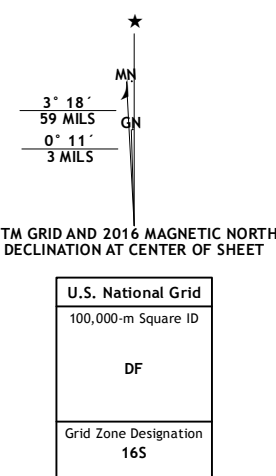 ★
MN
3° 18´
59 MILS
GN
0° 11´
3 MILS
TM GRID AND 2016 MAGNETIC NORTH
DECLINATION AT CENTER OF SHEET
U.S. National Grid
100,000-m Square ID
DF
Grid Zone Designation
16S